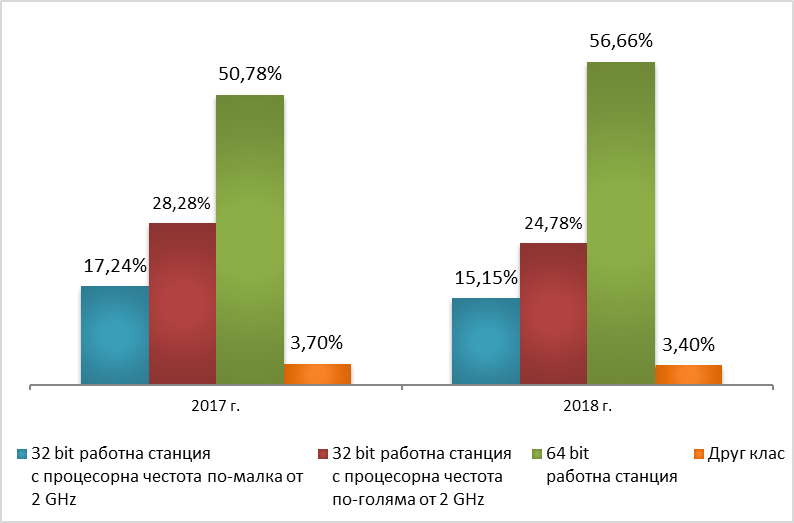 56,66%
50,78%
28,28%
24,78%
17,24%
15,15%
3,70%
3,40%
2017 г.
2018 г.
32 bit работна станция
с процесорна честота по-малка от
2 GHz
32 bit работна станция
с процесорна честота
по-голяма от 2 GHz
64 bit
работна станция
Друг клас